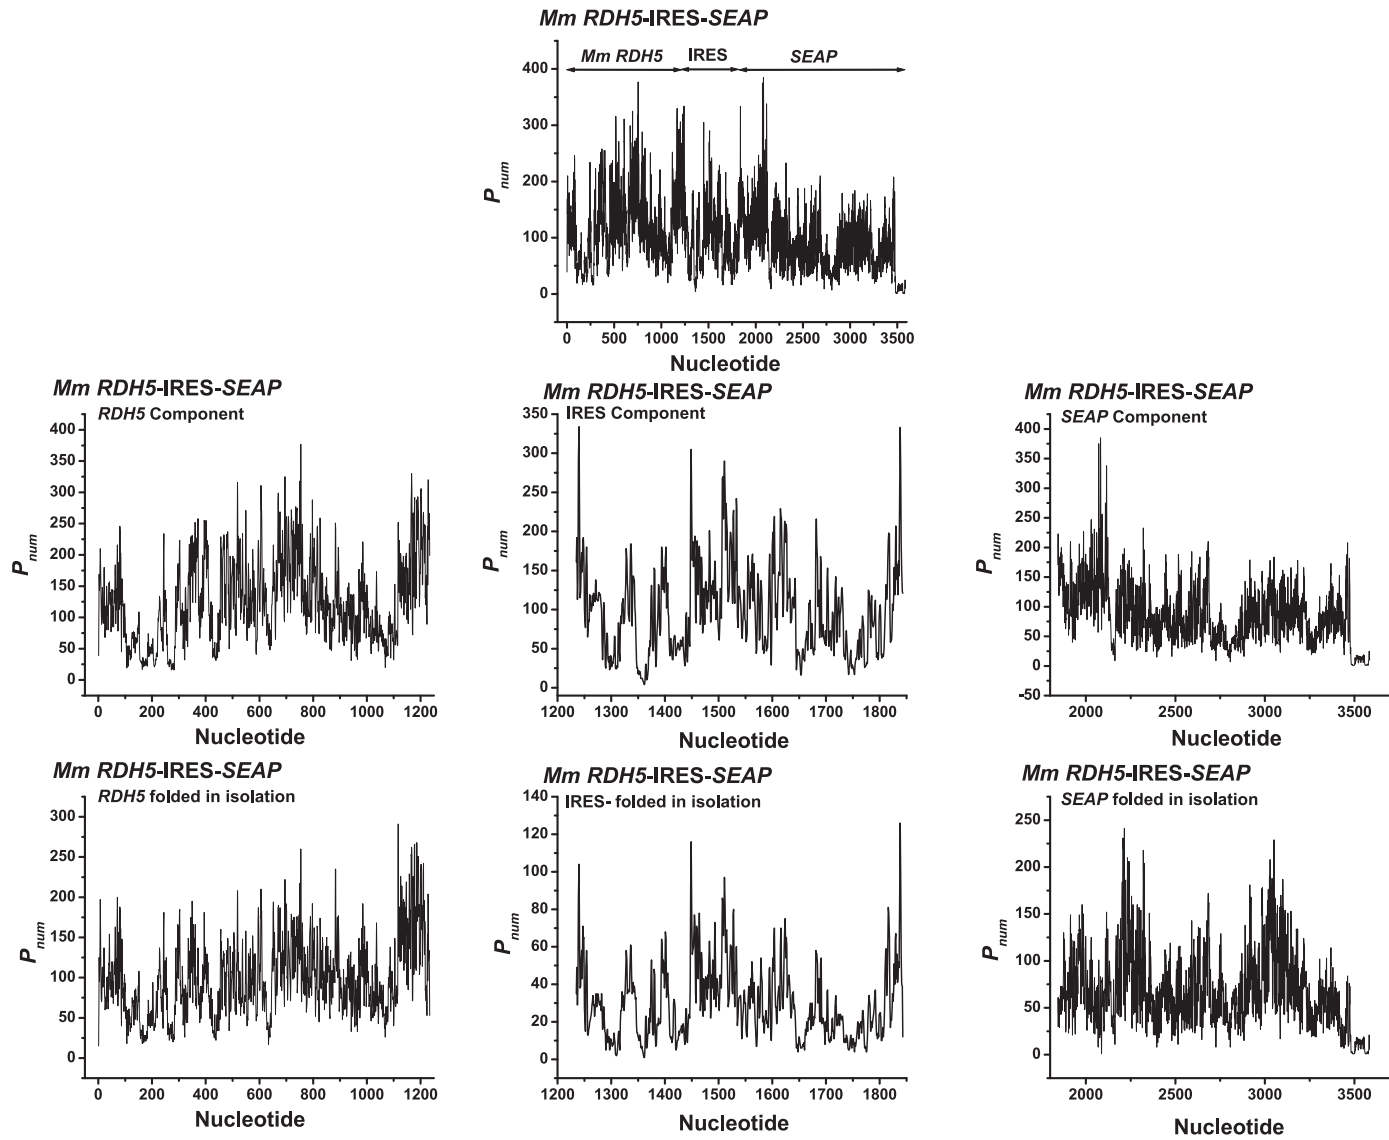 Mm RDH5-IRES-SEAP
Mm RDH5 IRES SEAP
400
300
200
100
0
P num
0 500 1000 1500 2000 2500 3000 3500
Nucleotide
Mm RDH5-IRES-SEAP
RDH5 Component
400
350
300
250
200
150
100
50
0
P num
0 200 400 600 800 1000 1200
Nucleotide
Mm RDH5-IRES-SEAP
IRES Component
350
300
250
200
150
100
50
0
P num
1200 1300 1400 1500 1600 1700 1800
Nucleotide
Mm RDH5-IRES-SEAP
SEAP Component
400
350
300
250
200
150
100
50
0
-50
P num
2000 2500 3000 3500
Nucleotide
Mm RDH5-IRES-SEAP
RDH5 folded in isolation
300
250
200
150
100
50
0
P num
0 200 400 600 800 1000 1200
Nucleotide
Mm RDH5-IRES-SEAP
IRES- folded in isolation
140
120
100
80
60
40
20
0
P num
1200 1300 1400 1500 1600 1700 1800
Nucleotide
Mm RDH5-IRES-SEAP
SEAP folded in isolation
250
200
150
100
50
0
P num
2000 2500 3000 3500
Nucleotide